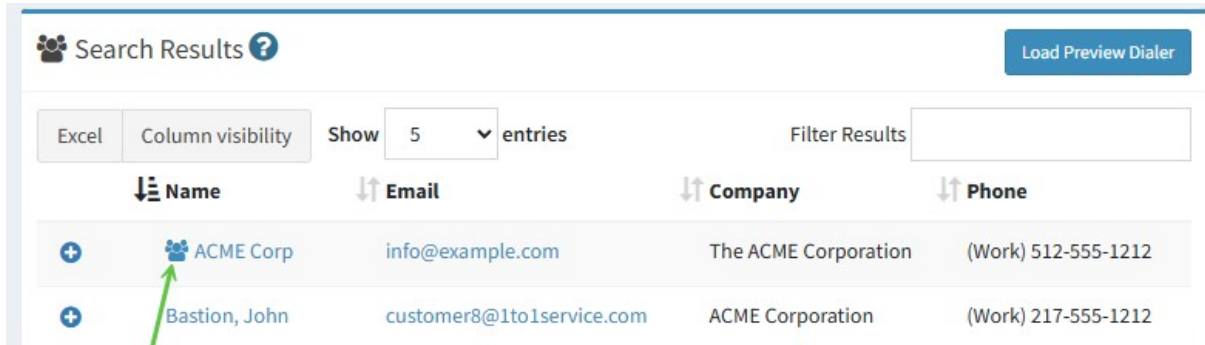 Search Results ?
Load Preview Dialer
Excel Column visibility Show 5 entries Filter Results
Name Email Company Phone
ACME Corp info@example.com The ACME Corporation (Work) 512-555-1212
Bastion, John customer8@1to1service.com ACME Corporation (Work) 217-555-1212